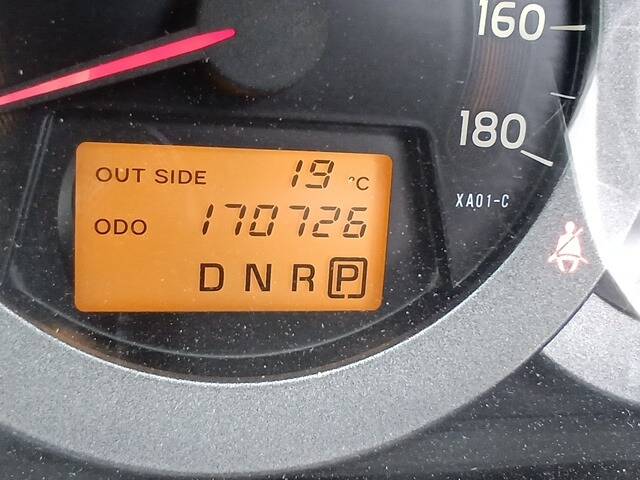 160
180
OUT SIDE 19 °C
ODO 170726
D N R P
XA01-C